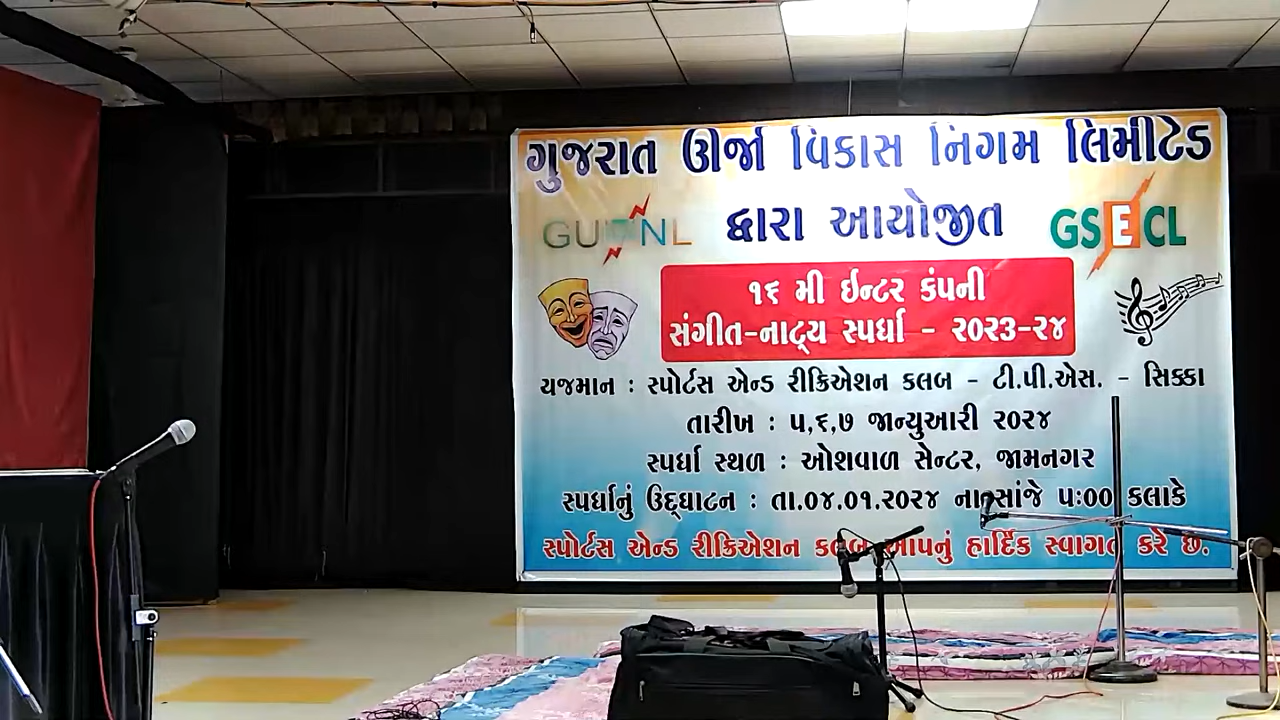 ગુજરાત ઊર્જા વિકાસ નિગમ લિમીટેડ
GUVNL દ્વારા આયોજીત GSECL
૧૬ મી ઇન્ટર કંપની
સંગીત-નાટ્ય સ્પર્ધા - ૨૦૨૩-૨૪
યજમાન : સ્પોર્ટસ એન્ડ રીક્રિએશન કલબ - ટી.પી.એસ. - સિક્કા
તારીખ : ૫,૬,૭ જાન્યુઆરી ૨૦૨૪
સ્પર્ધા સ્થળ : ઓશવાળ સેન્ટર, જામનગર
સ્પર્ધાનું ઉદ્‌ઘાટન : તા.૦૪.૦૧.૨૦૨૪ ના સાંજે ૫:૦૦ કલાકે
સ્પોર્ટસ એન્ડ રીક્રિએશન કલબ આપનું હાર્દિક સ્વાગત કરે છે.